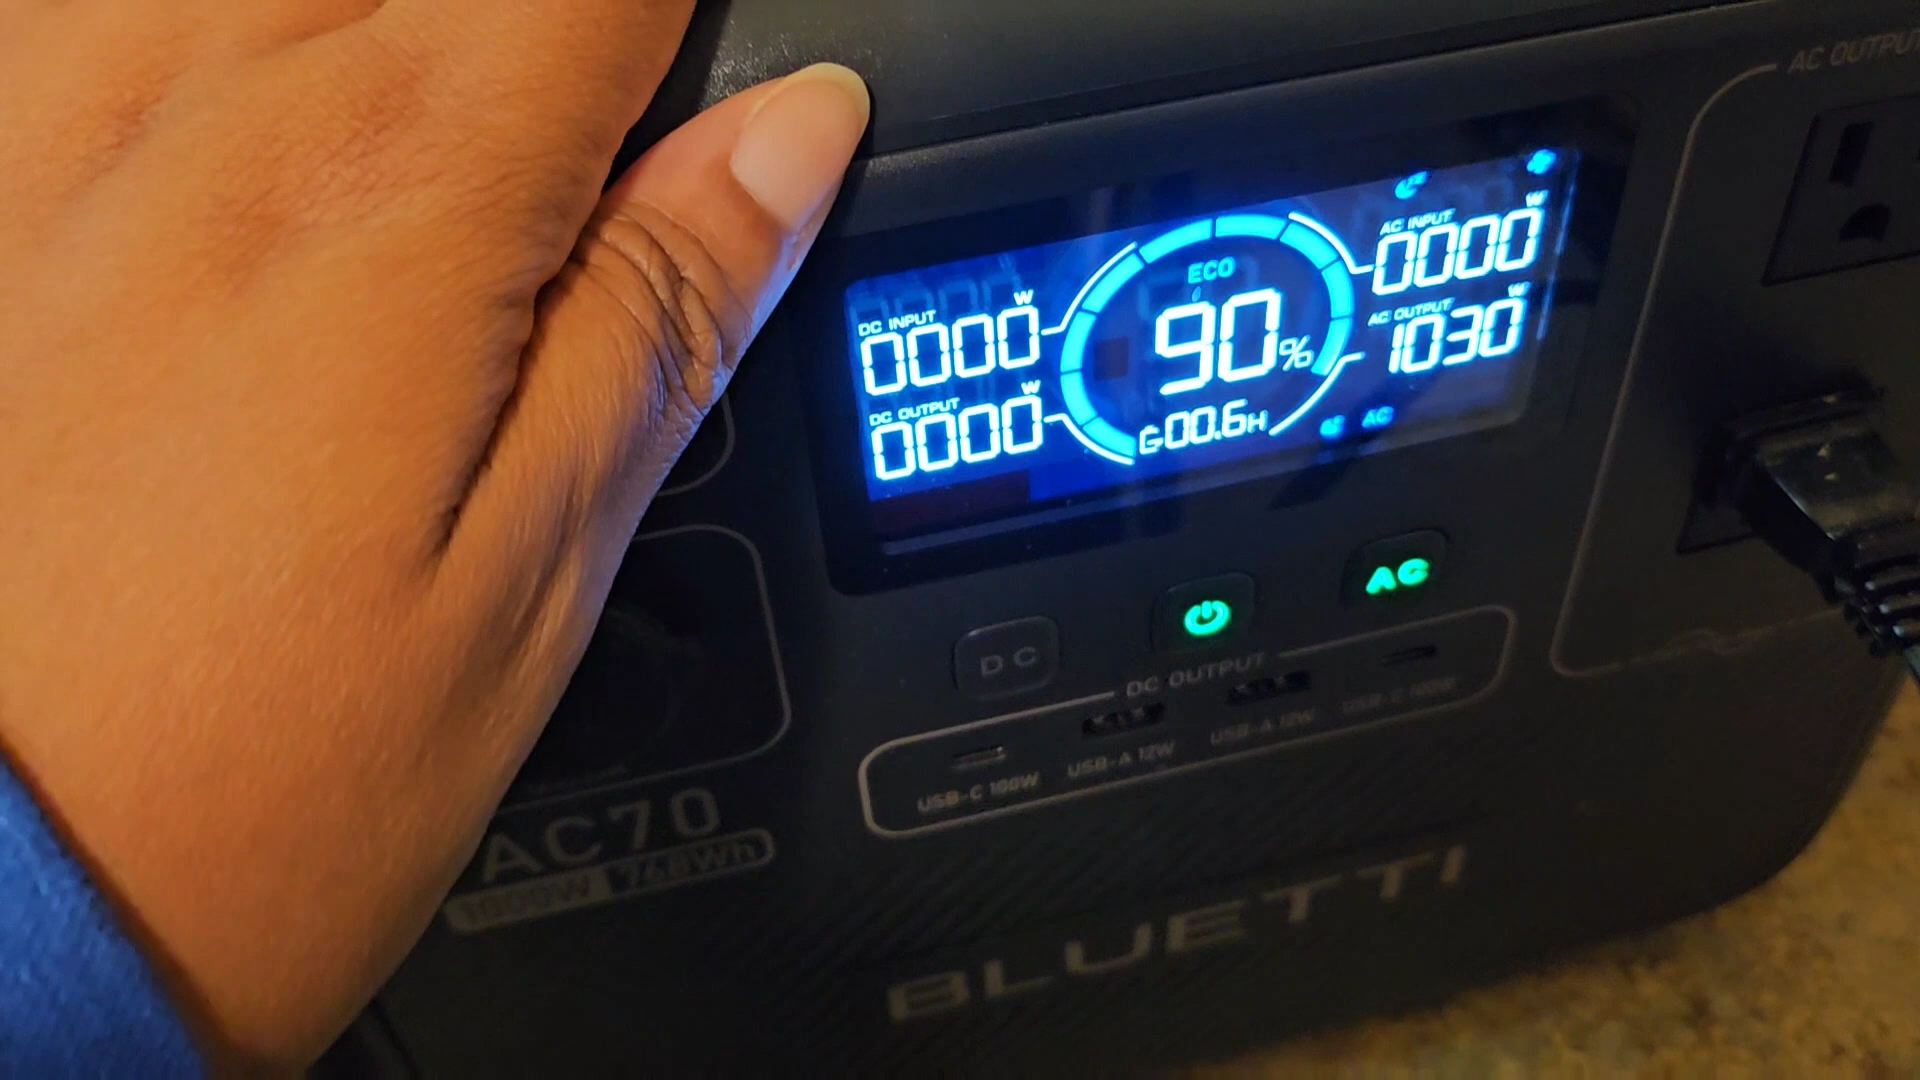 AC OUTPUT
AC INPUT
W
0000
AC OUTPUT
W
1030
DC INPUT
W
0000
DC OUTPUT
W
0000
ECO
90%
00.6H
AC
DC
AC
DC OUTPUT
USB-C 100W
USB-A 12W
USB-A 12W
USB-C 100W
AC70
1000W 768Wh
BLUETTI